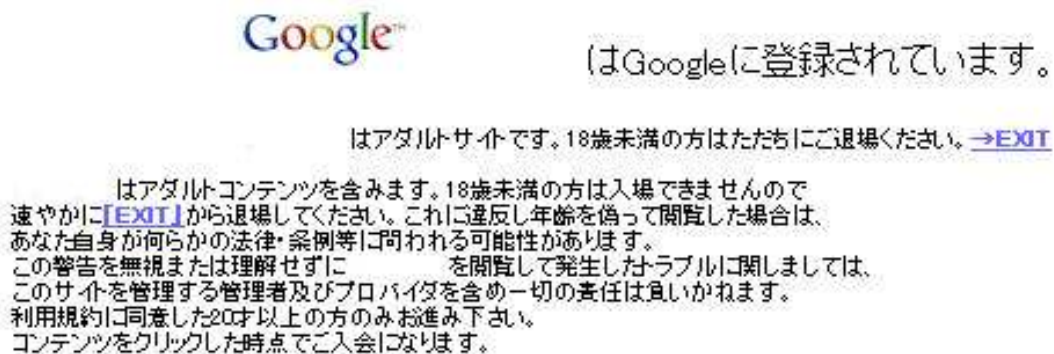 Google™
はGoogleに登録されています。
はアダルトサイトです。18歳未満の方はただちにご退場ください。→EXIT
はアダルトコンテンツを含みます。18歳未満の方は入場できませんので
速やかに「EXIT」から退場してください。これに違反し年齢を偽って閲覧した場合は、
あなた自身が何らかの法律・条例等に問われる可能性があります。
この警告を無視または理解せずに を閲覧して発生したトラブルに関しましては、
このサイトを管理する管理者及びプロバイダを含め一切の責任は負いかねます。
利用規約に同意した20才以上の方のみお進み下さい。
コンテンツをクリックした時点でご入会になります。